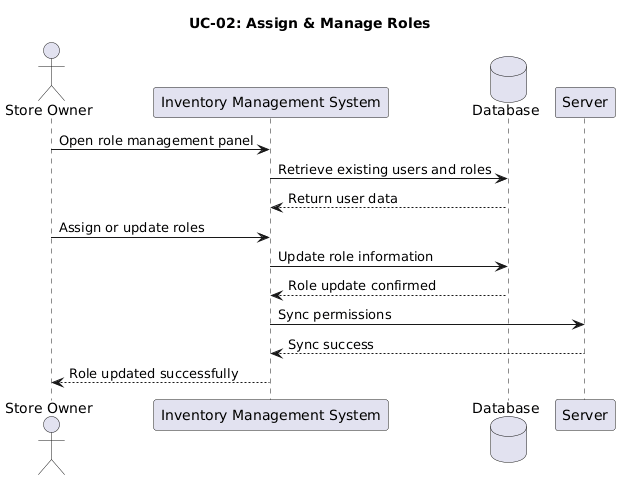 UC-02: Assign & Manage Roles
Store Owner
Inventory Management System
Database
Server
Open role management panel
Retrieve existing users and roles
Return user data
Assign or update roles
Update role information
Role update confirmed
Sync permissions
Sync success
Role updated successfully
Store Owner
Inventory Management System
Database
Server